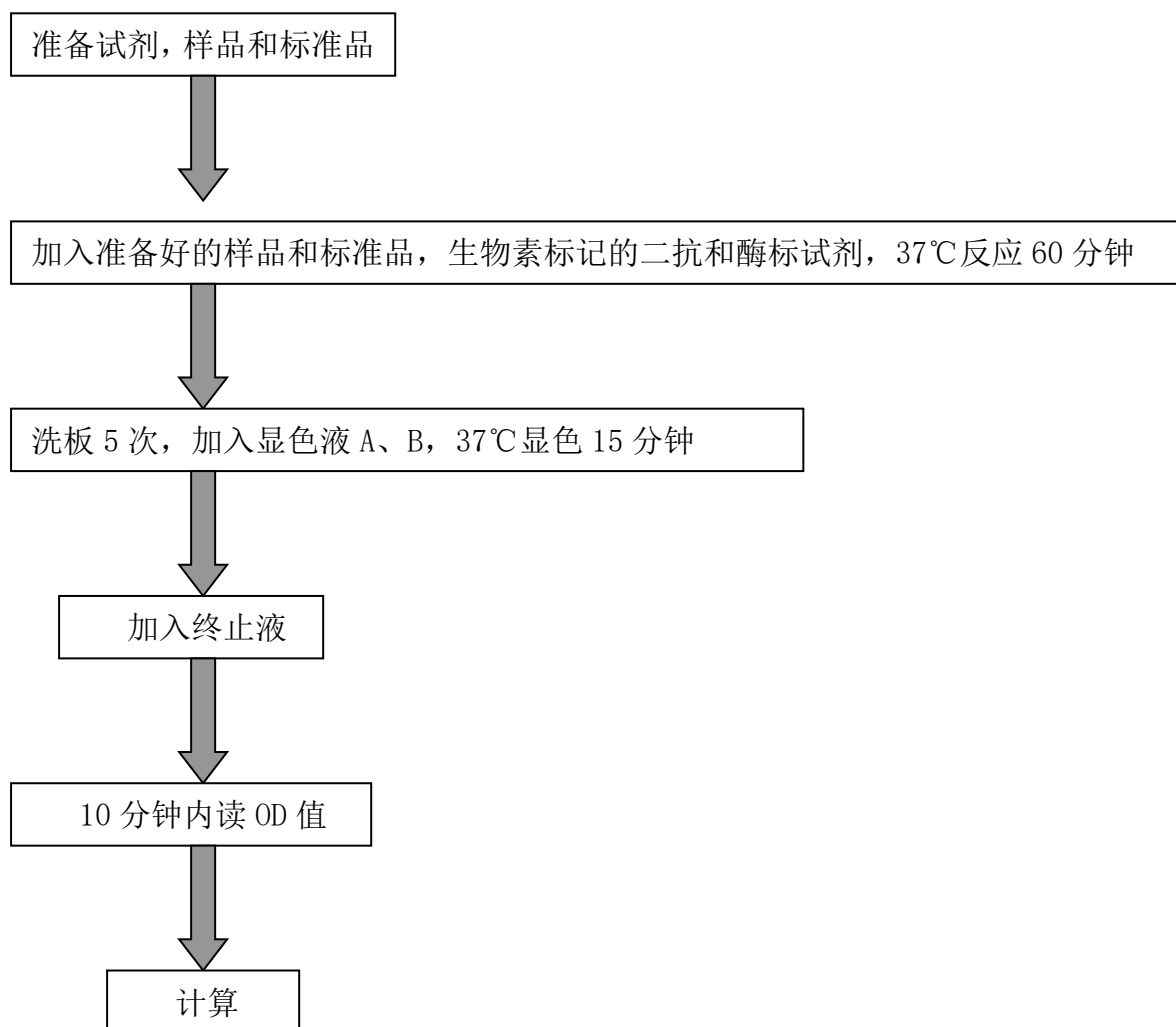 准备试剂，样品和标准品
加入准备好的样品和标准品，生物素标记的二抗和酶标试剂，37℃反应 60 分钟
洗板 5 次，加入显色液 A、B，37℃显色 15 分钟
加入终止液
10 分钟内读 OD 值
计算